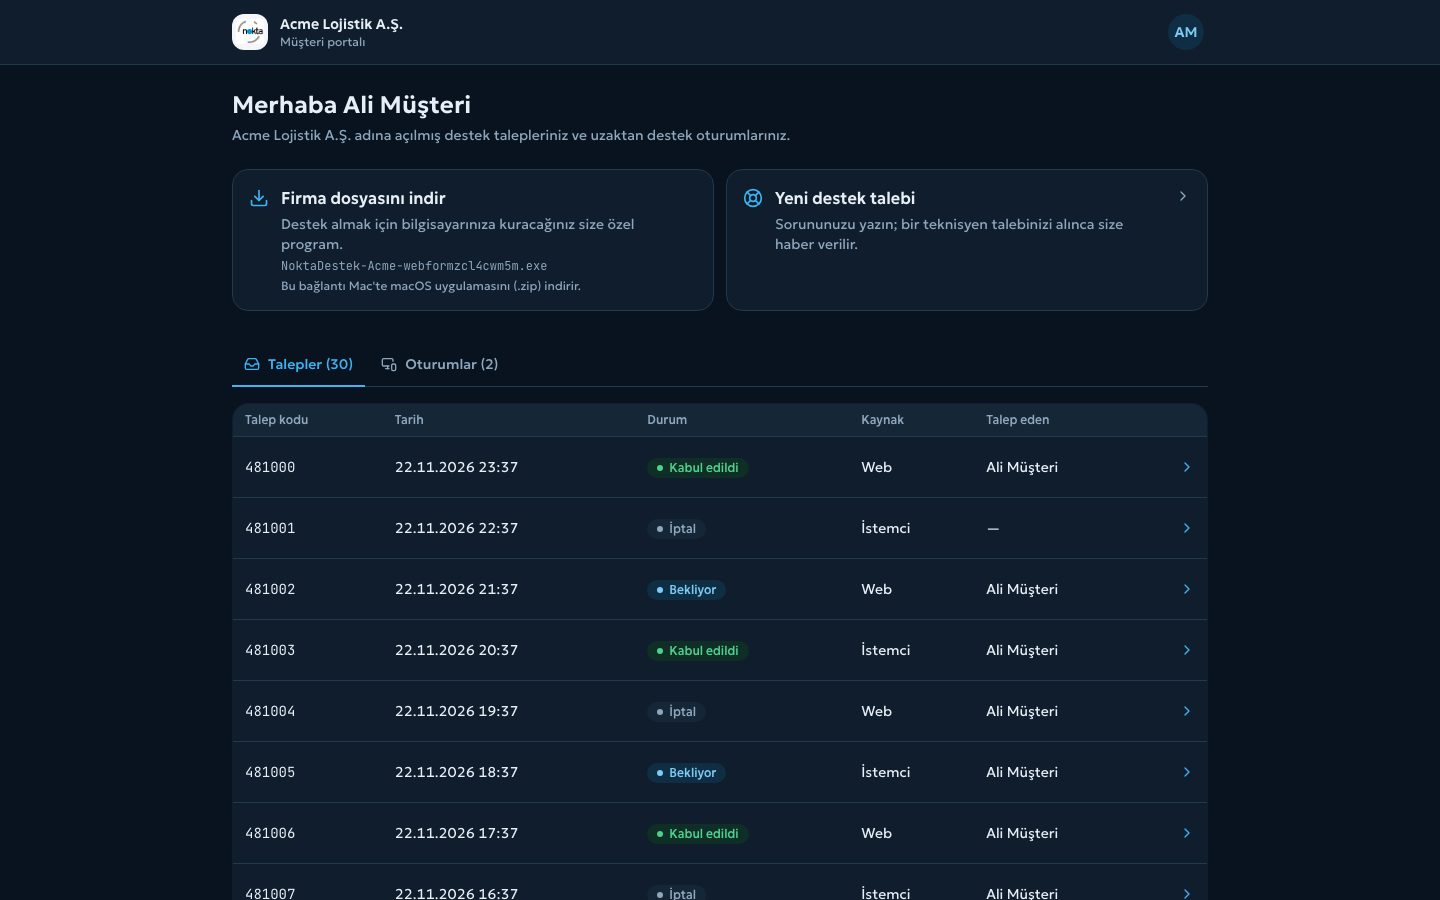 nokta
Acme Lojistik A.Ş.
Müşteri portalı
AM
Merhaba Ali Müşteri
Acme Lojistik A.Ş. adına açılmış destek talepleriniz ve uzaktan destek oturumlarınız.
Firma dosyasını indir
Destek almak için bilgisayarınıza kuracağınız size özel
program.
NoktaDestek-Acme-webformzcl4cwm5m.exe
Bu bağlantı Mac'te macOS uygulamasını (.zip) indirir.
Yeni destek talebi
Sorununuzu yazın; bir teknisyen talebinizi alınca size
haber verilir.
Talepler (30) Oturumlar (2)
Talep kodu Tarih Durum Kaynak Talep eden
481000 22.11.2026 23:37 Kabul edildi Web Ali Müşteri
481001 22.11.2026 22:37 İptal İstemci —
481002 22.11.2026 21:37 Bekliyor Web Ali Müşteri
481003 22.11.2026 20:37 Kabul edildi İstemci Ali Müşteri
481004 22.11.2026 19:37 İptal Web Ali Müşteri
481005 22.11.2026 18:37 Bekliyor İstemci Ali Müşteri
481006 22.11.2026 17:37 Kabul edildi Web Ali Müşteri
481007 22.11.2026 16:37 İptal İstemci Ali Müşteri